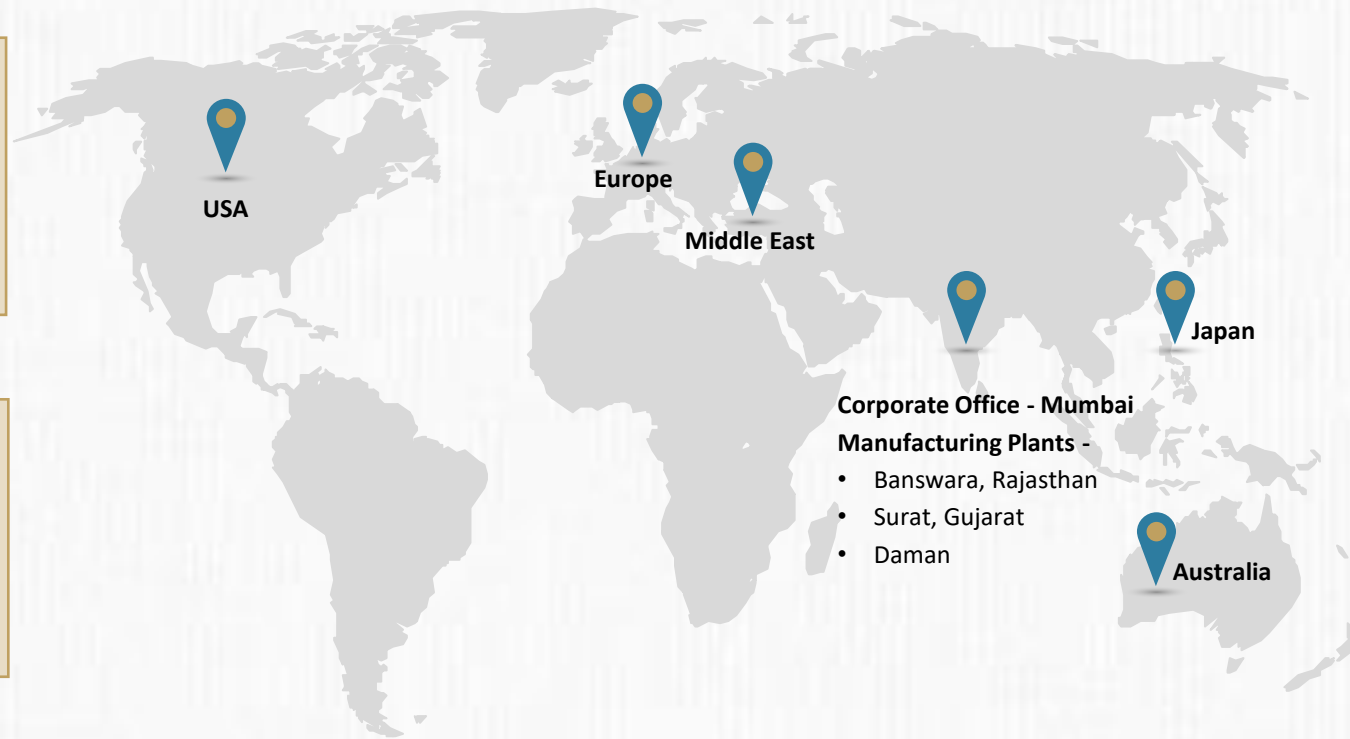 USA
Europe
Middle East
Japan
Corporate Office - Mumbai
Manufacturing Plants -
• Banswara, Rajasthan
• Surat, Gujarat
• Daman
Australia